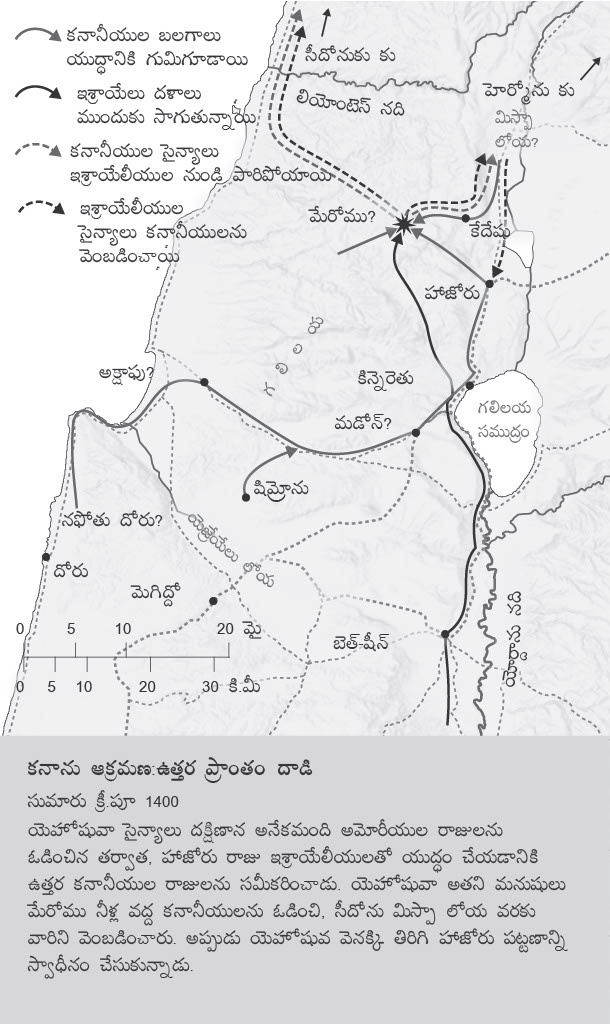 కనానీయుల బలగాలు
యుద్ధానికి గుమిగూడాయి
ఇశ్రాయేలు దళాలు
ముందుకు సాగుతున్నాయి
కనానీయుల సైన్యాలు
ఇశ్రాయేలీయుల నుండి పారిపోయాయి
ఇశ్రాయేలీయుల
సైన్యాలు కనానీయులను
వెంబడించాయి
సీదోనుకు కు
హెర్మోను కు
లియోంటెస్ నది
మిస్పా
లోయ?
మేరోము?
కేదేషు
హాజోరు
గలిలయ
అక్షాఫు?
కిన్నెరెతు
మడోన్?
గలిలయ
సముద్రం
షిమ్రోను
నఫోతు దోరు?
యెజ్రెయేలు లోయ
దోరు
మెగిద్దో
బెత్-షీన్
యొర్దాను నది
0 5 10 20 మై
0 5 10 20 30 కి.మీ
కనాను ఆక్రమణ:ఉత్తర ప్రాంతం దాడి
సుమారు క్రీ.పూ 1400
యెహోషువా సైన్యాలు దక్షిణాన అనేకమంది అమోరీయుల రాజులను
ఓడించిన తర్వాత, హాజోరు రాజు ఇశ్రాయేలీయులతో యుద్ధం చేయడానికి
ఉత్తర కనానీయుల రాజులను సమీకరించాడు. యెహోషువా అతని మనుషులు
మేరోము నీళ్ల వద్ద కనానీయులను ఓడించి, సీదోను మిస్పా లోయ వరకు
వారిని వెంబడించారు. అప్పుడు యెహోషువ వెనక్కి తిరిగి హాజోరు పట్టణాన్ని
స్వాధీనం చేసుకున్నాడు.